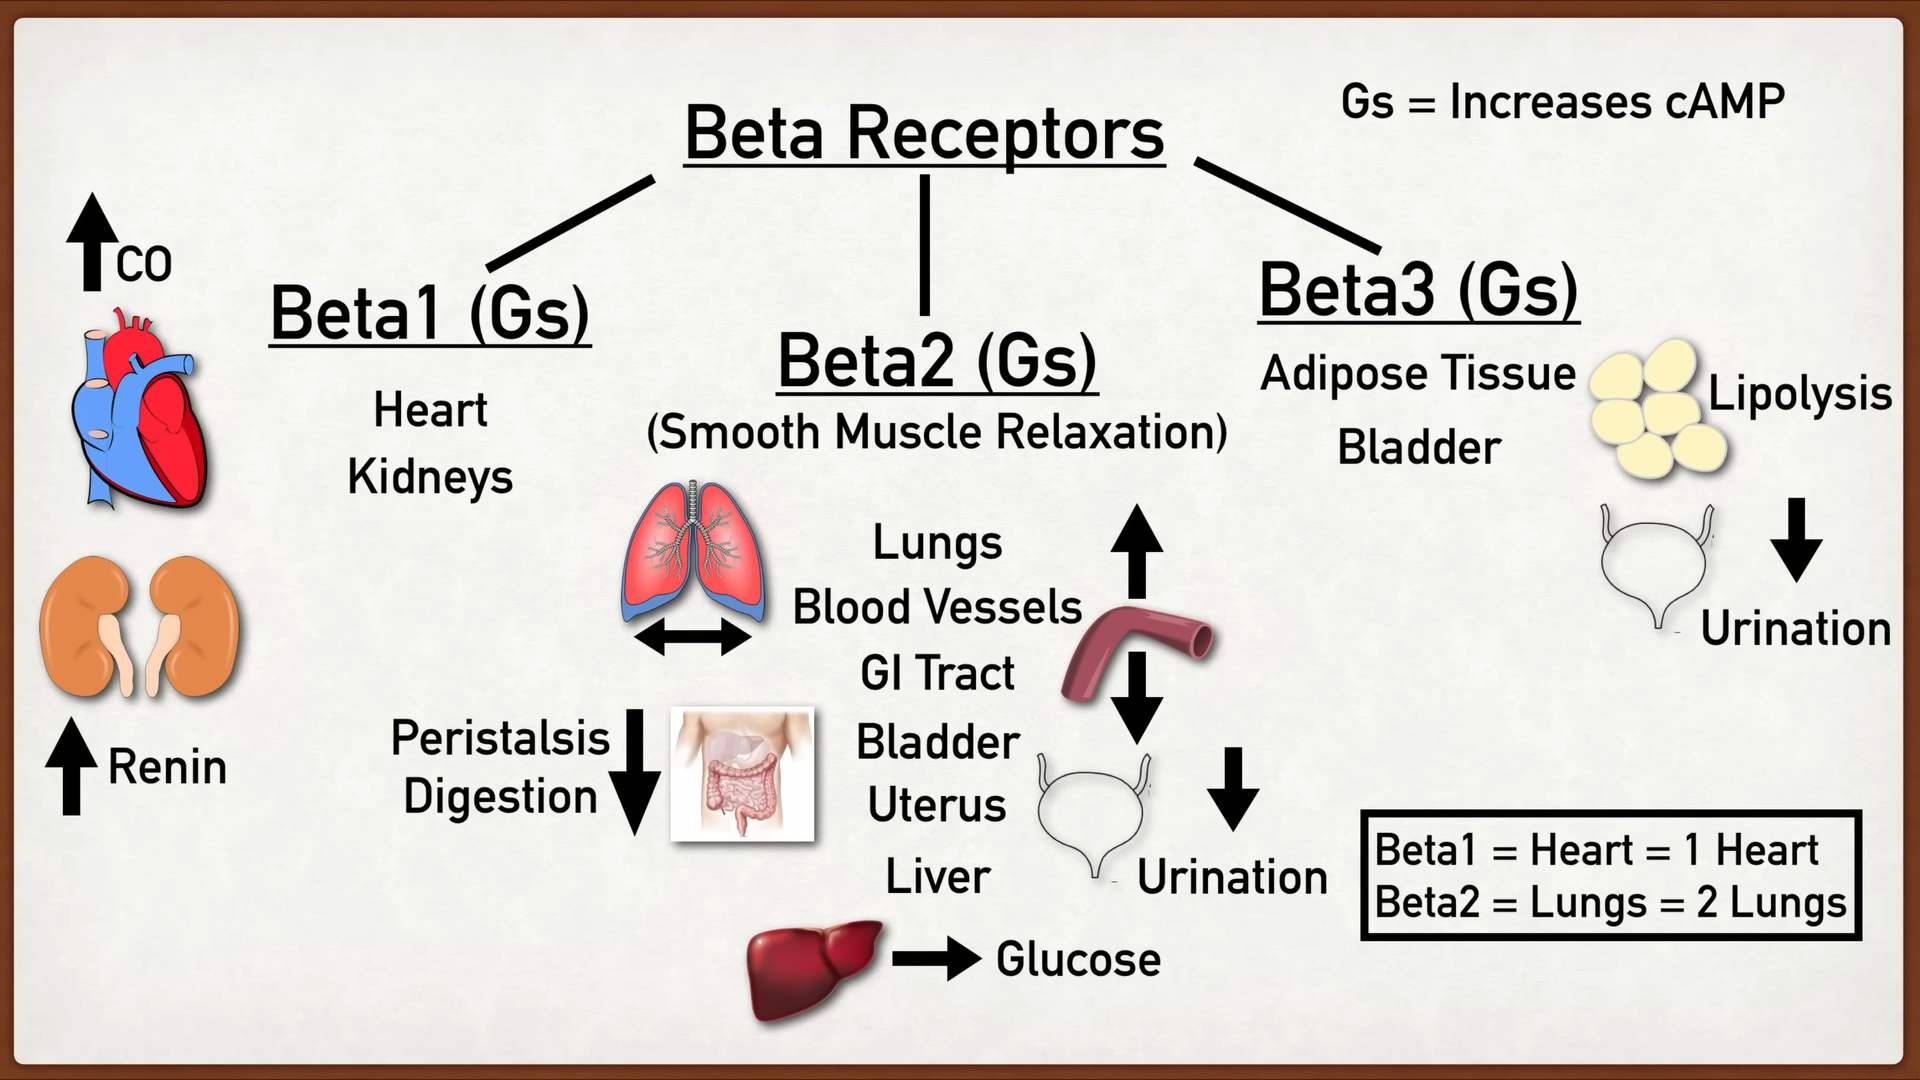 Gs = Increases cAMP
Beta Receptors
CO
Beta1 (Gs)
Heart
Kidneys
Renin
Beta2 (Gs)
(Smooth Muscle Relaxation)
Lungs
Blood Vessels
GI Tract
Bladder
Uterus
Liver
Peristalsis
Digestion
Urination
Glucose
Beta3 (Gs)
Adipose Tissue
Bladder
Lipolysis
Urination
Beta1 = Heart = 1 Heart
Beta2 = Lungs = 2 Lungs